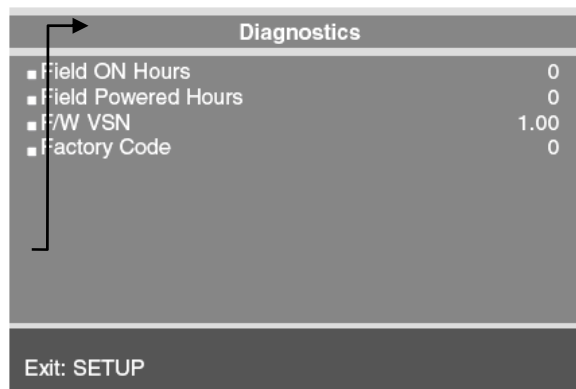 Diagnostics
Field ON Hours 0
Field Powered Hours 0
F/W VSN 1.00
Factory Code 0
Exit: SETUP